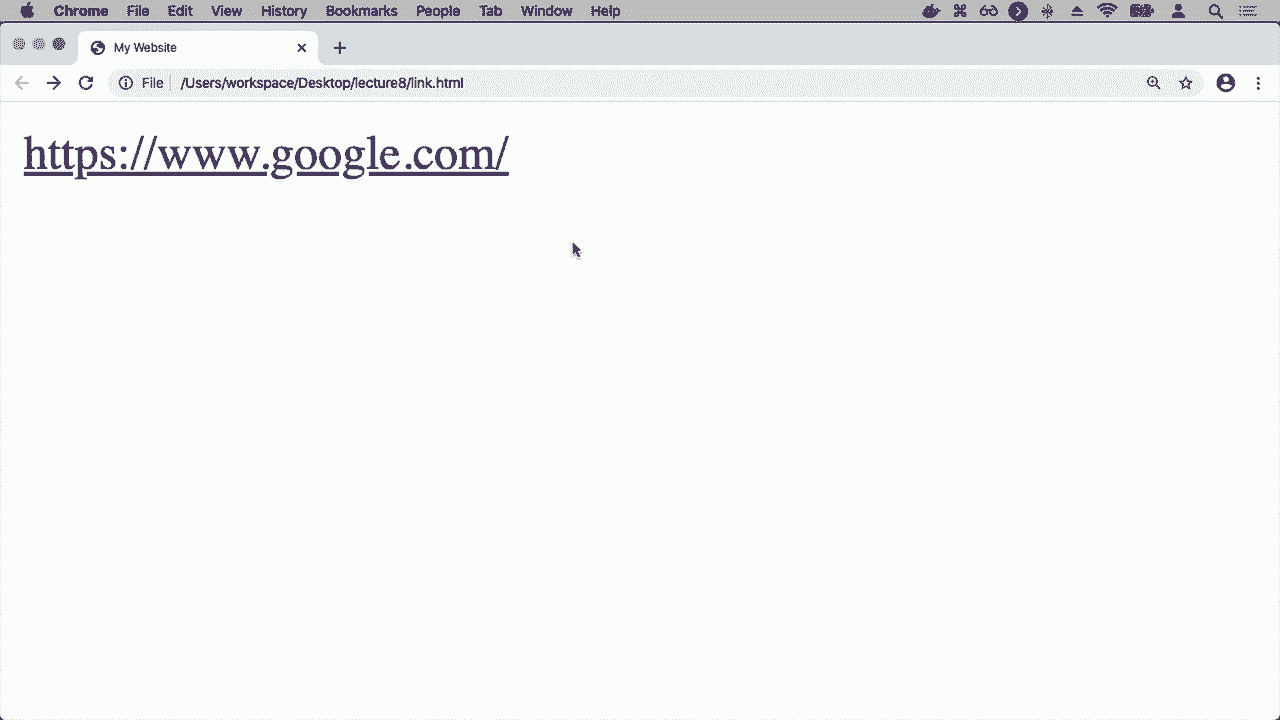 Chrome File Edit View History Bookmarks People Tab Window Help
My Website
File /Users/workspace/Desktop/lecture8/link.html
https://www.google.com/